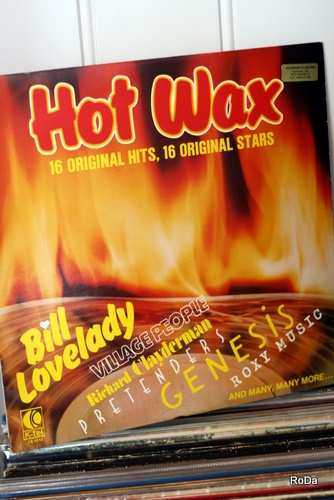 Hot Wax
16 ORIGINAL HITS, 16 ORIGINAL STARS
Bill
Lovelady
VILLAGE PEOPLE
Richard Clayderman
PRETENDERS
GENESIS
ROXY MUSIC
AND MANY, MANY MORE...
K-tel
RoDa